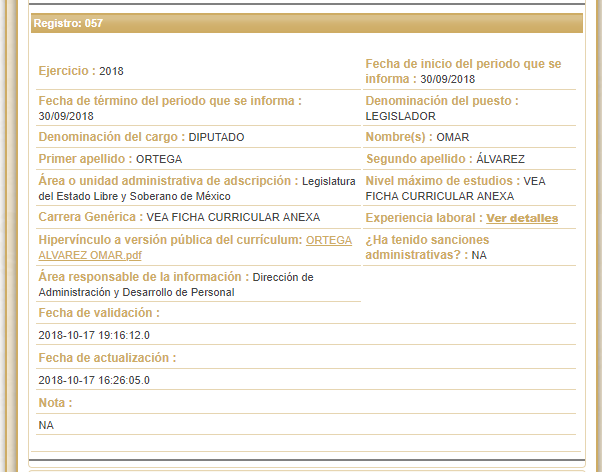 Registro: 057
Ejercicio : 2018
Fecha de inicio del periodo que se
informa : 30/09/2018
Fecha de término del periodo que se informa :
30/09/2018
Denominación del puesto :
LEGISLADOR
Denominación del cargo : DIPUTADO
Nombre(s) : OMAR
Primer apellido : ORTEGA
Segundo apellido : ÁLVAREZ
Área o unidad administrativa de adscripción : Legislatura
del Estado Libre y Soberano de México
Nivel máximo de estudios : VEA
FICHA CURRICULAR ANEXA
Carrera Genérica : VEA FICHA CURRICULAR ANEXA
Experiencia laboral : Ver detalles
Hipervínculo a versión pública del currículum: ORTEGA
ALVAREZ OMAR.pdf
¿Ha tenido sanciones
administrativas? : NA
Área responsable de la información : Dirección de
Administración y Desarrollo de Personal
Fecha de validación :
2018-10-17 19:16:12.0
Fecha de actualización :
2018-10-17 16:26:05.0
Nota :
NA